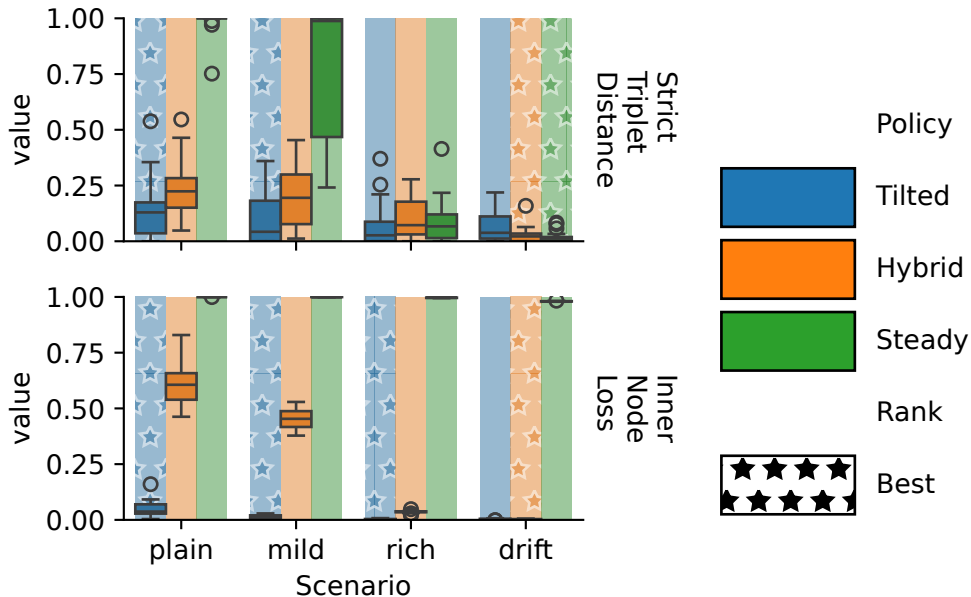 1.00
0.75
0.50
0.25
0.00
value
Strict
Triplet
Distance
1.00
0.75
0.50
0.25
0.00
value
Inner
Node
Loss
plain
mild
rich
drift
Scenario
Policy
Tilted
Hybrid
Steady
Rank
Best